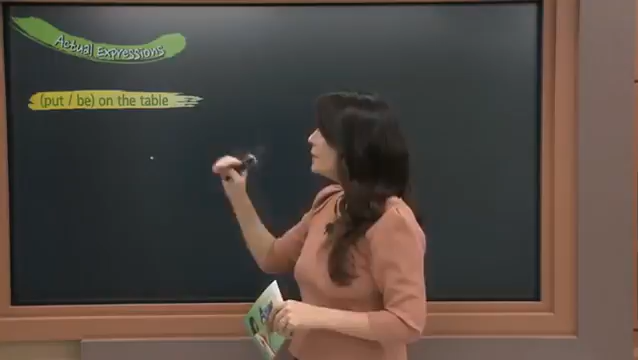 Actual Expressions
(put / be) on the table